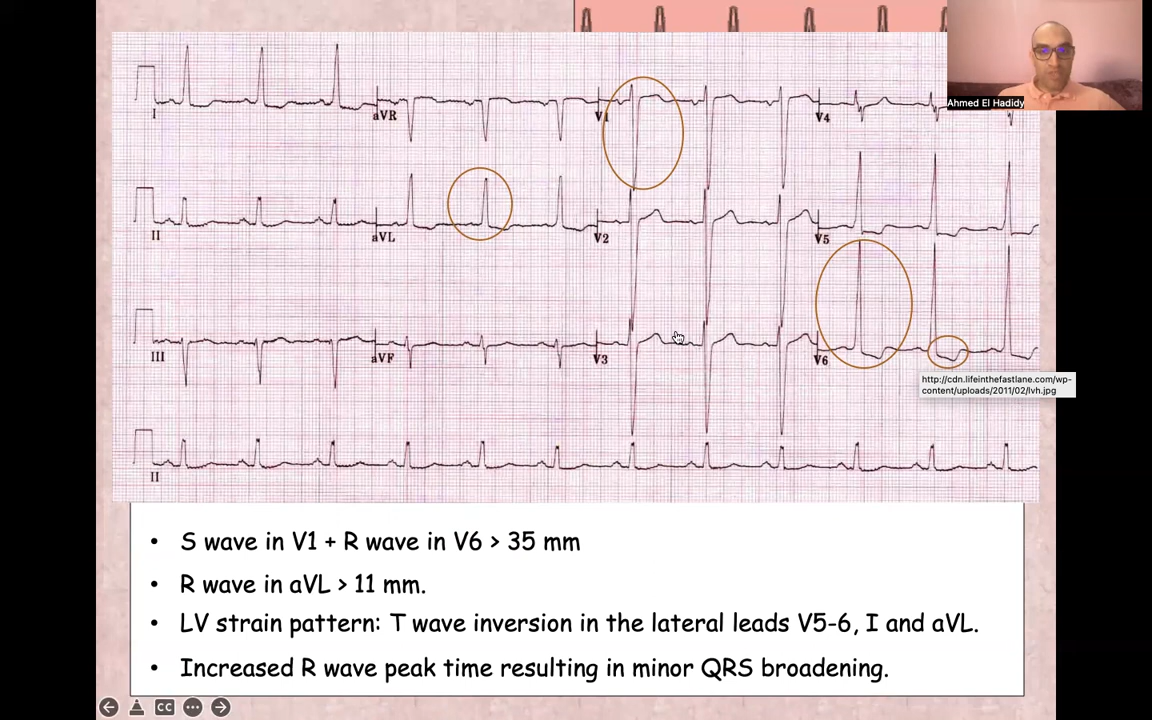 Ahmed El Hadidy
I
aVR
V1
V4
II
aVL
V2
V5
III
aVF
V3
V6
http://cdn.lifeinthefastlane.com/wp-
content/uploads/2011/02/lvh.jpg
II
• S wave in V1 + R wave in V6 > 35 mm
• R wave in aVL > 11 mm.
• LV strain pattern: T wave inversion in the lateral leads V5-6, I and aVL.
• Increased R wave peak time resulting in minor QRS broadening.
CC